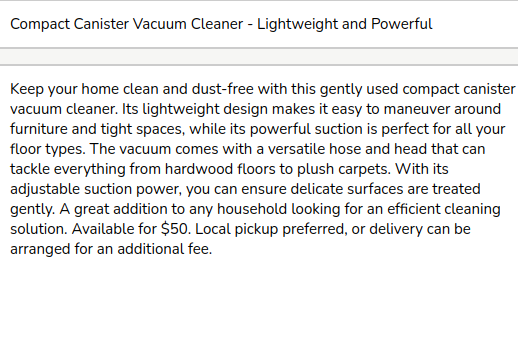 Compact Canister Vacuum Cleaner - Lightweight and Powerful
Keep your home clean and dust-free with this gently used compact canister
vacuum cleaner. Its lightweight design makes it easy to maneuver around
furniture and tight spaces, while its powerful suction is perfect for all your
floor types. The vacuum comes with a versatile hose and head that can
tackle everything from hardwood floors to plush carpets. With its
adjustable suction power, you can ensure delicate surfaces are treated
gently. A great addition to any household looking for an efficient cleaning
solution. Available for $50. Local pickup preferred, or delivery can be
arranged for an additional fee.